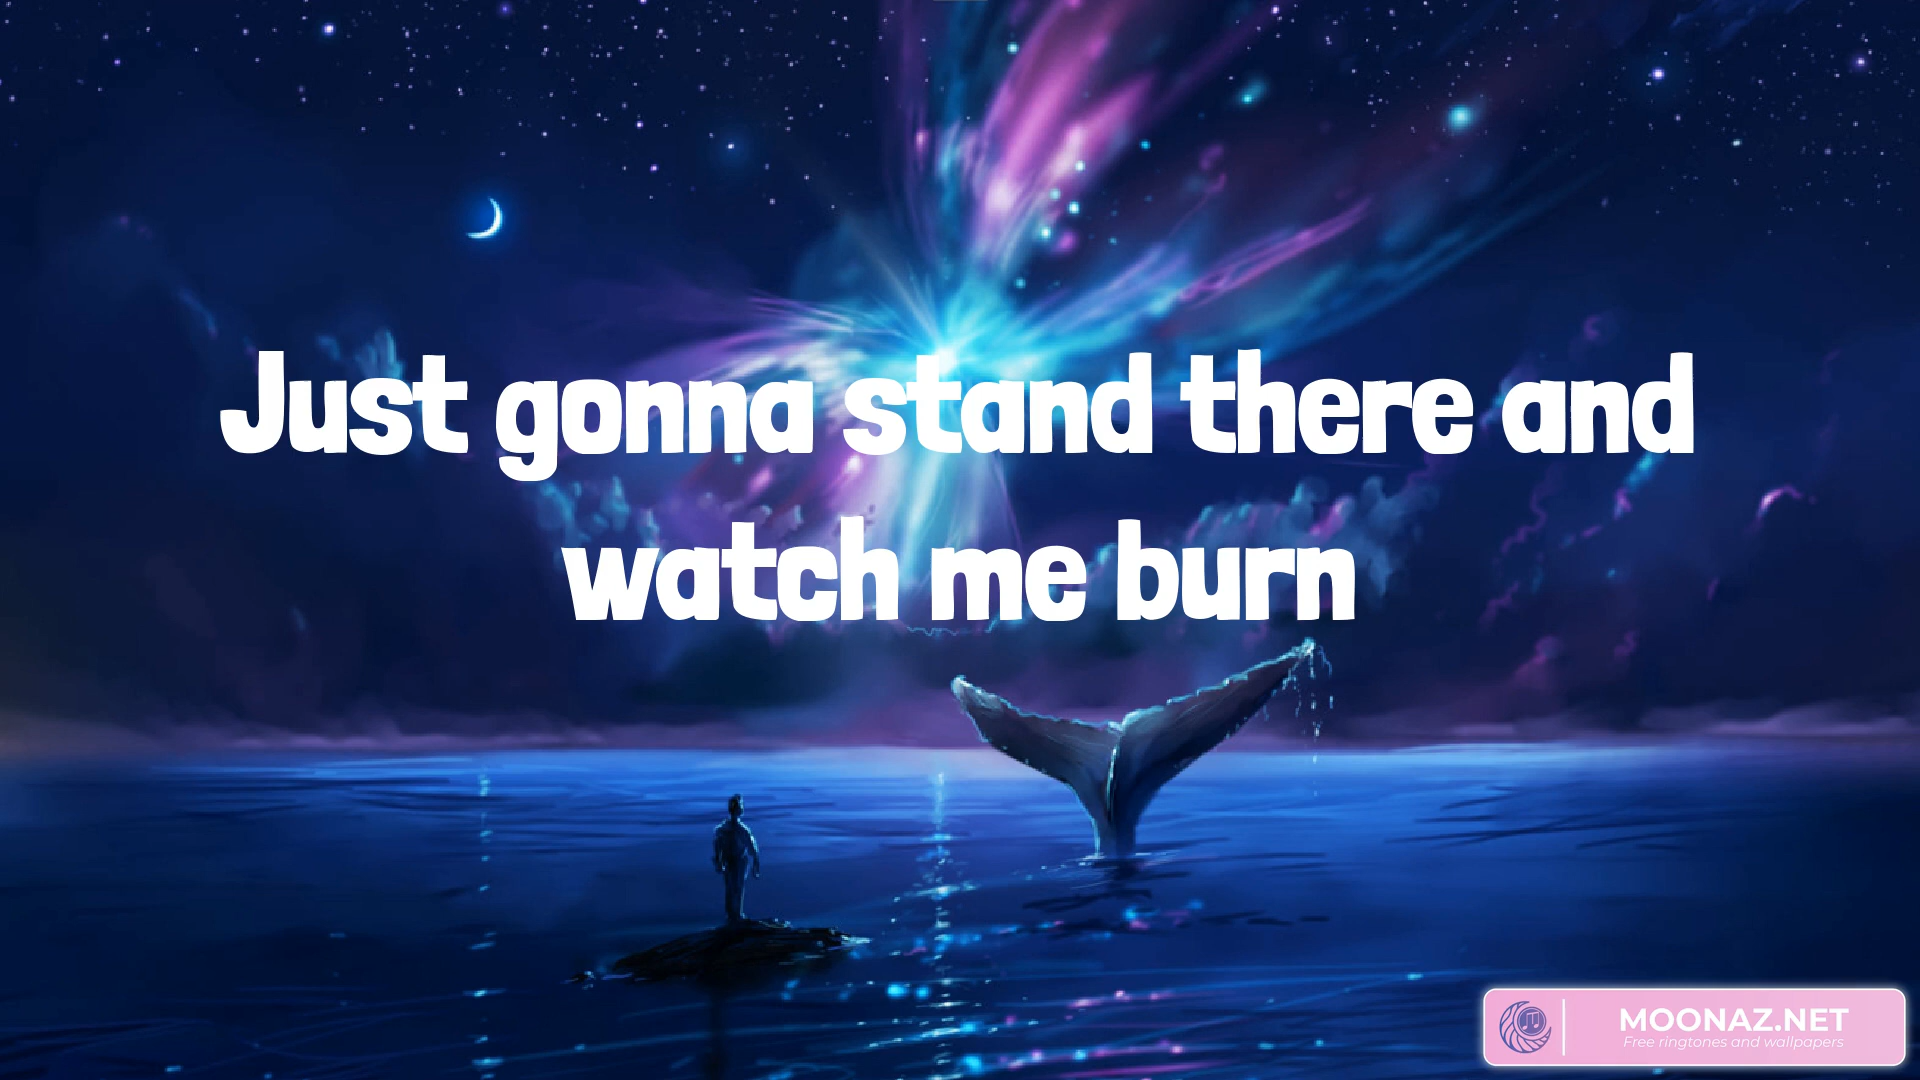 Just gonna stand there and
watch me burn
MOONAZ.NET
Free ringtones and wallpapers